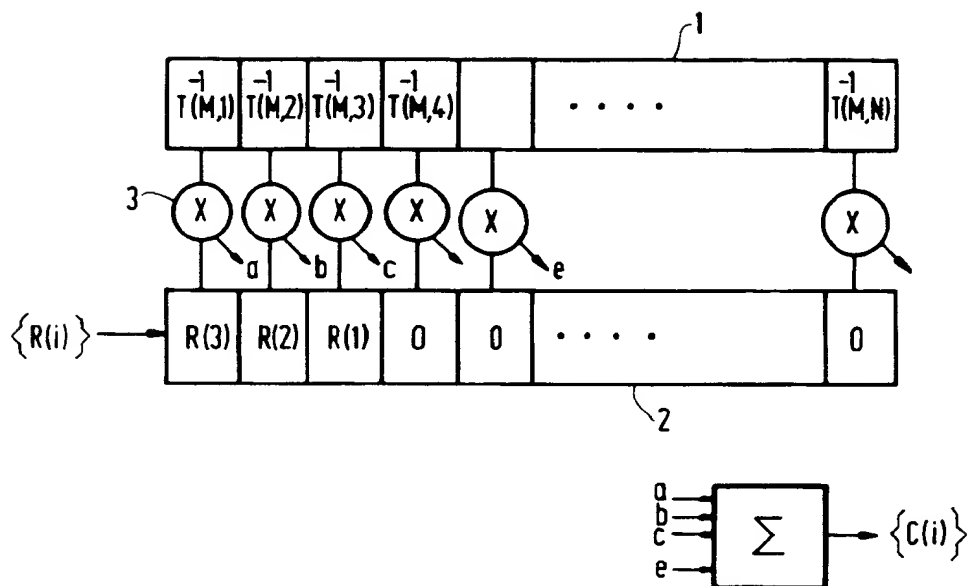 1
-1 -1 -1 -1 -1
T(M,1) T(M,2) T(M,3) T(M,4) . . . . T(M,N)
3 X X X X X X
a b c e
{R(i)} R(3) R(2) R(1) 0 0 . . . . 0
2
a
b
c
e
Σ {C(i)}